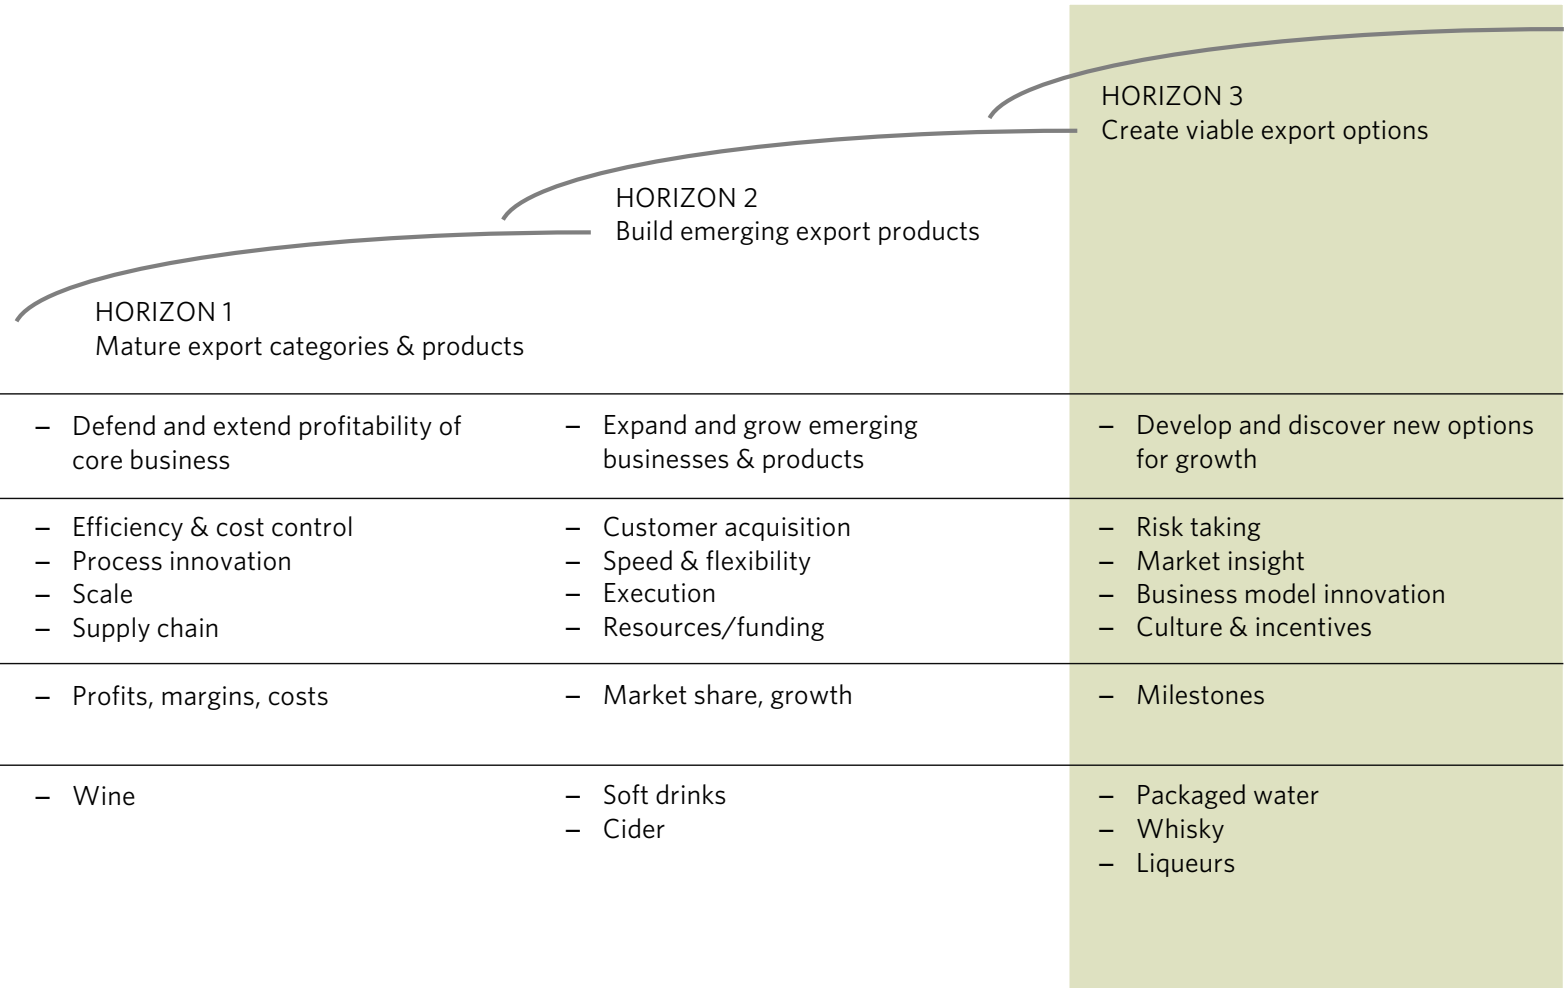 HORIZON 3
Create viable export options
HORIZON 2
Build emerging export products
HORIZON 1
Mature export categories & products
– Defend and extend profitability of
core business
– Expand and grow emerging
businesses & products
– Develop and discover new options
for growth
– Efficiency & cost control
– Process innovation
– Scale
– Supply chain
– Customer acquisition
– Speed & flexibility
– Execution
– Resources/funding
– Risk taking
– Market insight
– Business model innovation
– Culture & incentives
– Profits, margins, costs
– Market share, growth
– Milestones
– Wine
– Soft drinks
– Cider
– Packaged water
– Whisky
– Liqueurs